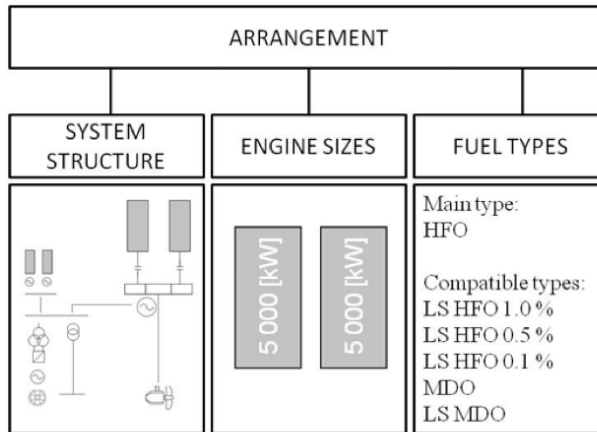 ARRANGEMENT
SYSTEM
STRUCTURE
ENGINE SIZES
FUEL TYPES
5 000 [kW]
5 000 [kW]
Main type:
HFO
Compatible types:
LS HFO 1.0 %
LS HFO 0.5 %
LS HFO 0.1 %
MDO
LS MDO